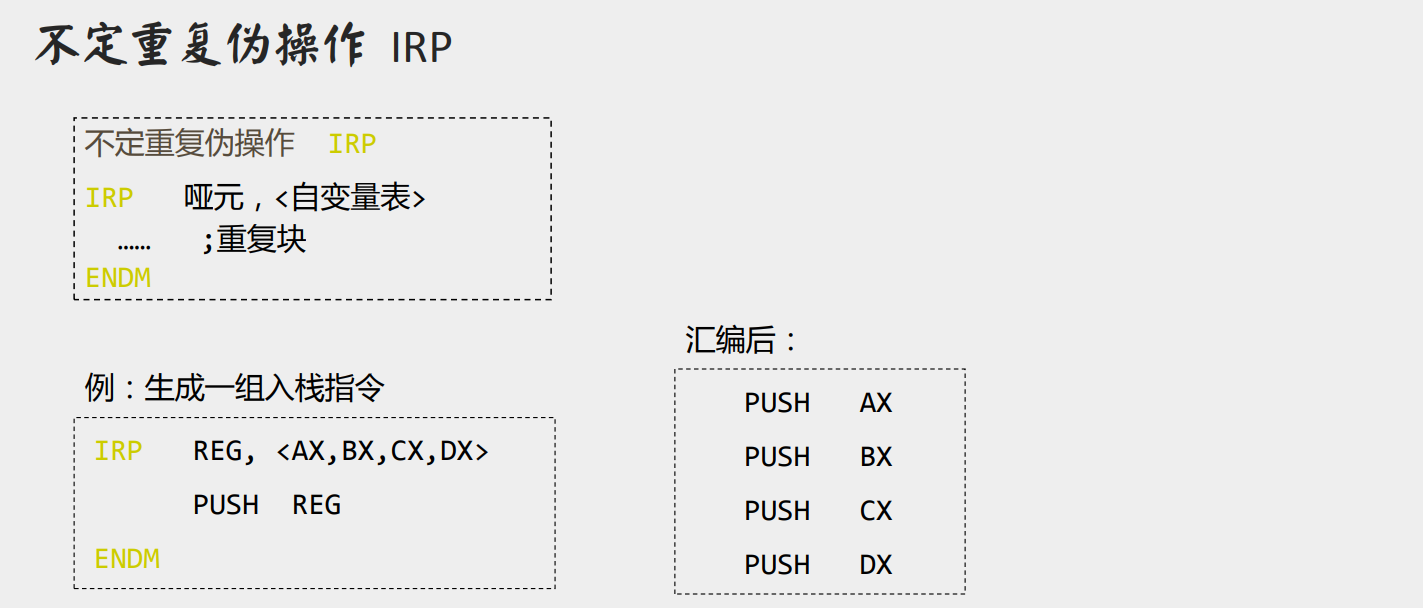 不定重复伪操作 IRP
不定重复伪操作 IRP
IRP 哑元，<自变量表>
…… ;重复块
ENDM
例：生成一组入栈指令
IRP REG, <AX,BX,CX,DX>
PUSH REG
ENDM
汇编后：
PUSH AX
PUSH BX
PUSH CX
PUSH DX